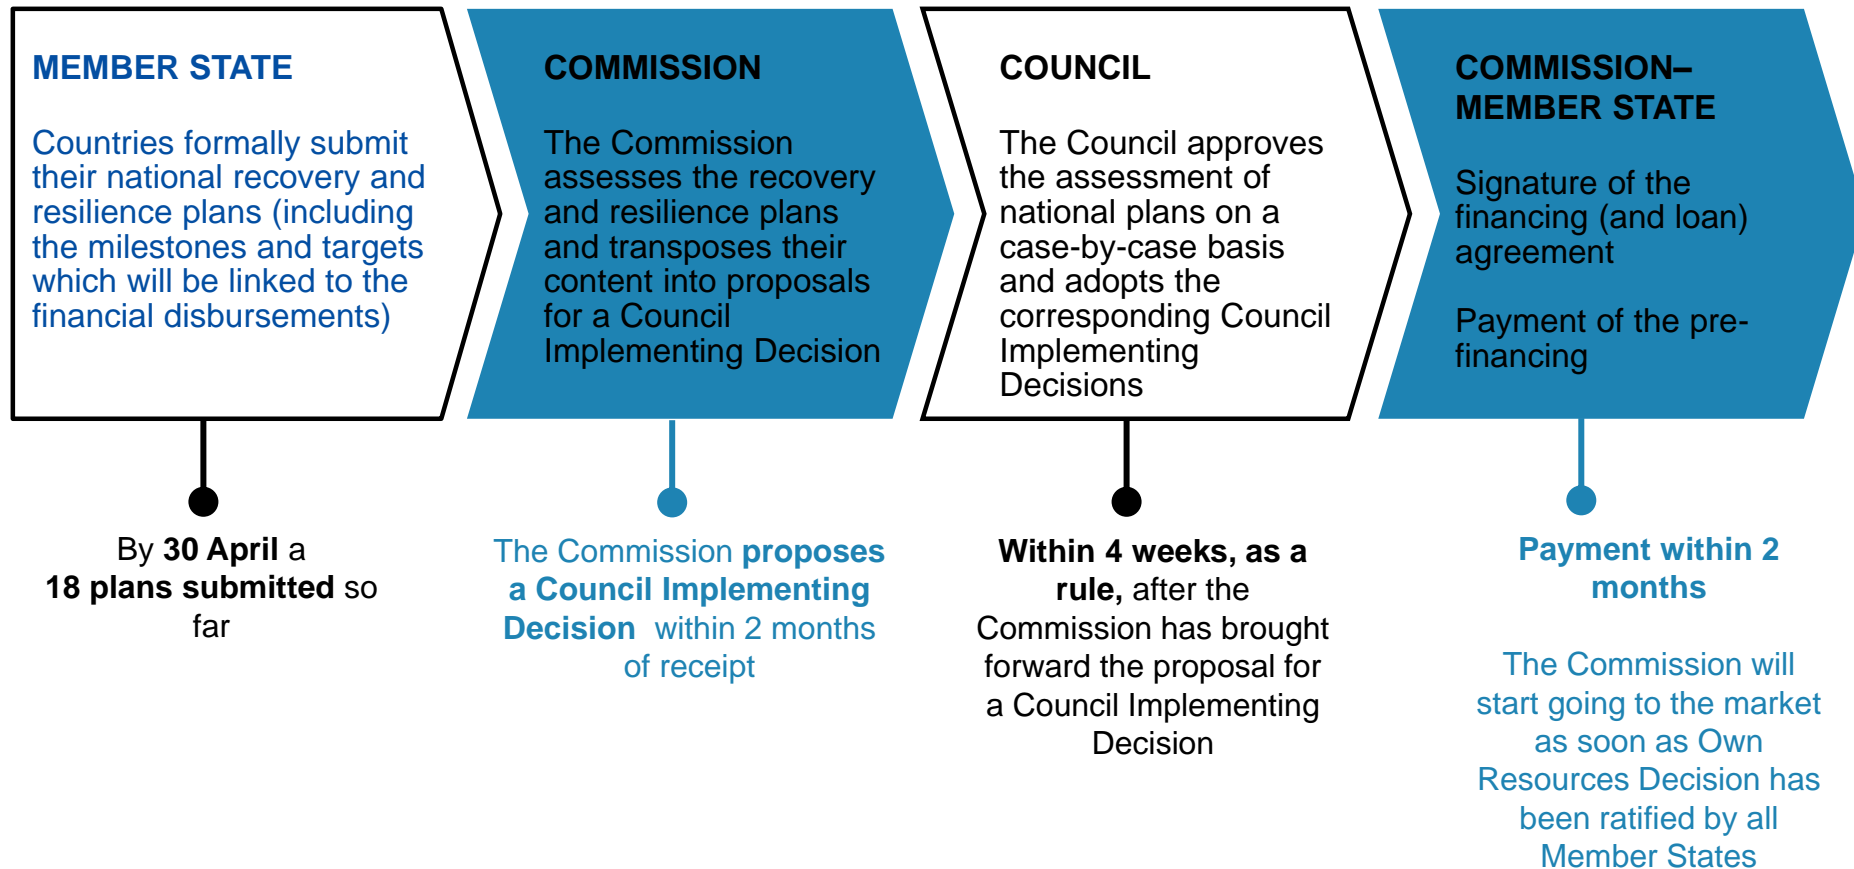 MEMBER STATE
Countries formally submit
their national recovery and
resilience plans (including
the milestones and targets
which will be linked to the
financial disbursements)
COMMISSION
The Commission
assesses the recovery
and resilience plans
and transposes their
content into proposals
for a Council
Implementing Decision
COUNCIL
The Council approves
the assessment of
national plans on a
case-by-case basis
and adopts the
corresponding Council
Implementing
Decisions
COMMISSION–
MEMBER STATE
Signature of the
financing (and loan)
agreement
Payment of the pre-
financing
By 30 April a
18 plans submitted so
far
The Commission proposes
a Council Implementing
Decision within 2 months
of receipt
Within 4 weeks, as a
rule, after the
Commission has brought
forward the proposal for
a Council Implementing
Decision
Payment within 2
months
The Commission will
start going to the market
as soon as Own
Resources Decision has
been ratified by all
Member States